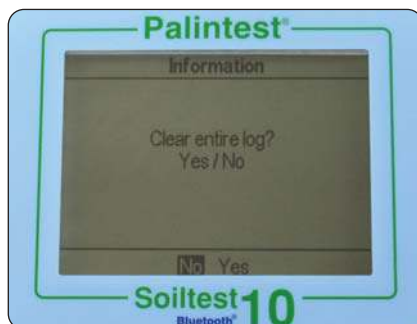 Palintest®
Information
Clear entire log?
Yes / No
No Yes
Soiltest 10
Bluetooth®